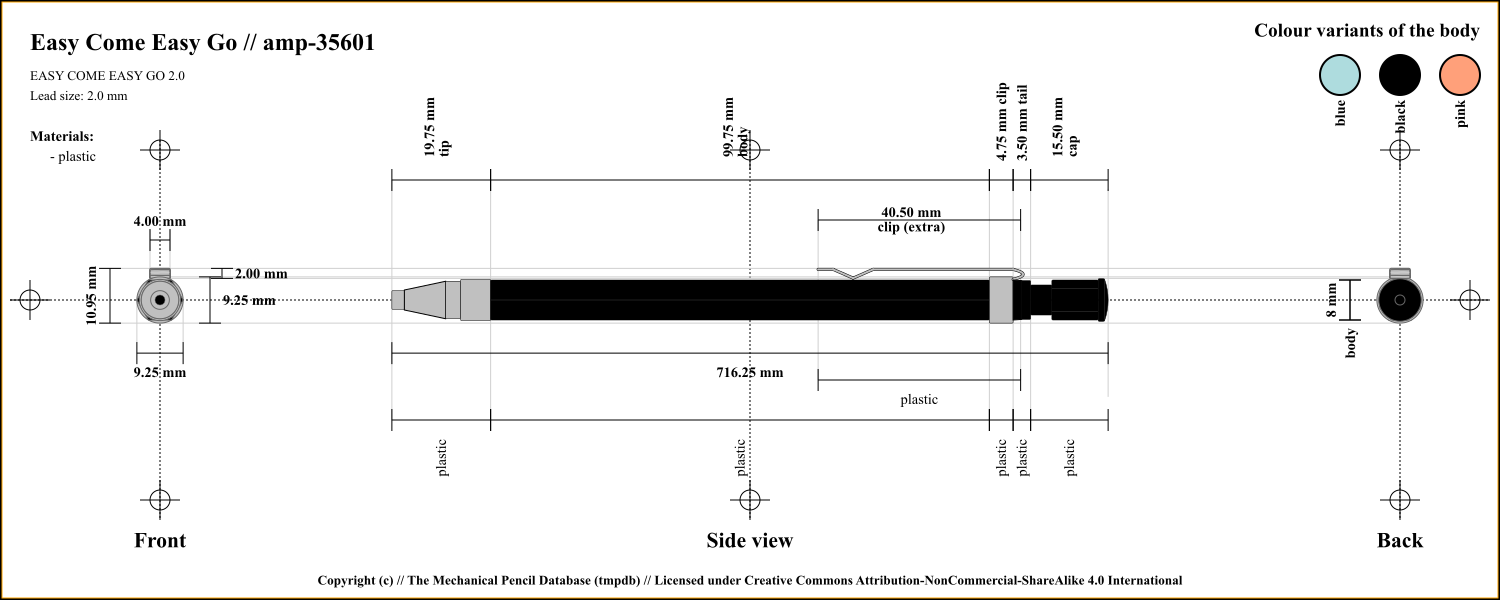 Easy Come Easy Go // amp-35601
EASY COME EASY GO 2.0
Lead size: 2.0 mm
Materials:
- plastic
Colour variants of the body
blue
black
pink
19.75 mm
tip
99.75 mm
body
4.75 mm clip
3.50 mm tail
15.50 mm
cap
40.50 mm
clip (extra)
4.00 mm
2.00 mm
10.95 mm
9.25 mm
9.25 mm
8 mm
body
716.25 mm
plastic
plastic
plastic
plastic
plastic
plastic
Front
Side view
Back
Copyright (c) // The Mechanical Pencil Database (tmpdb) // Licensed under Creative Commons Attribution-NonCommercial-ShareAlike 4.0 International